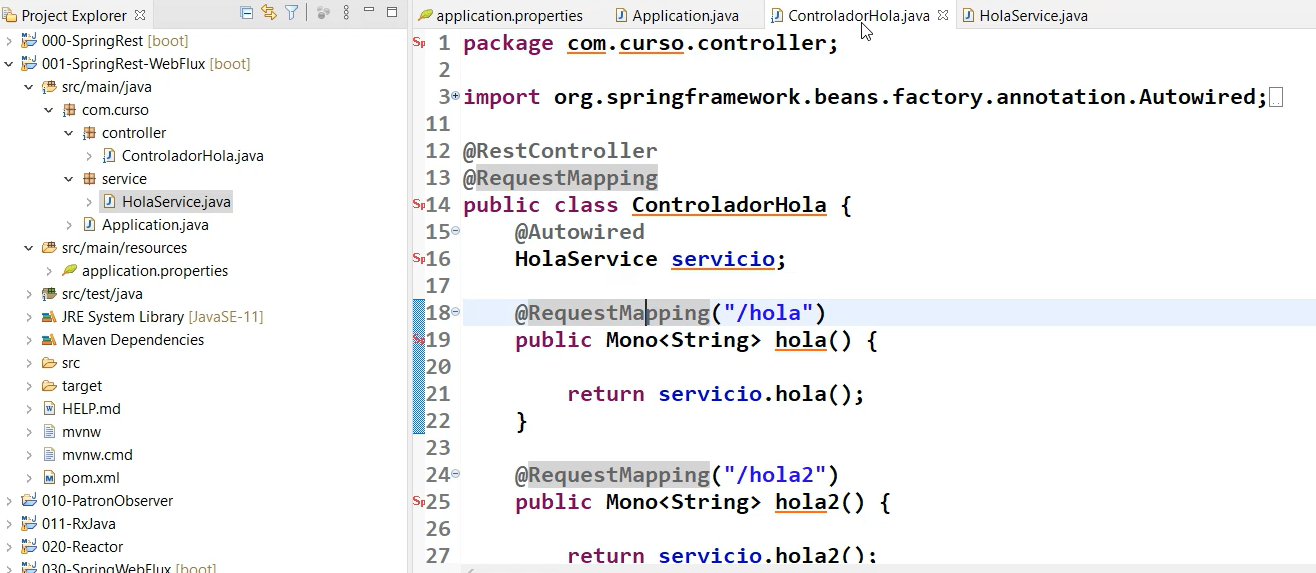 Project Explorer
000-SpringRest [boot]
001-SpringRest-WebFlux [boot]
src/main/java
com.curso
controller
ControladorHola.java
service
HolaService.java
Application.java
src/main/resources
application.properties
src/test/java
JRE System Library [JavaSE-11]
Maven Dependencies
src
target
HELP.md
mvnw
mvnw.cmd
pom.xml
010-PatronObserver
011-RxJava
020-Reactor
030-SpringWebFlux [boot]
application.properties
Application.java
ControladorHola.java
HolaService.java
1 package com.curso.controller;
2
3 import org.springframework.beans.factory.annotation.Autowired;
11
12 @RestController
13 @RequestMapping
14 public class ControladorHola {
15 @Autowired
16 HolaService servicio;
17
18 @RequestMapping("/hola")
19 public Mono<String> hola() {
20
21 return servicio.hola();
22 }
23
24 @RequestMapping("/hola2")
25 public Mono<String> hola2() {
26
27 return servicio.hola2();